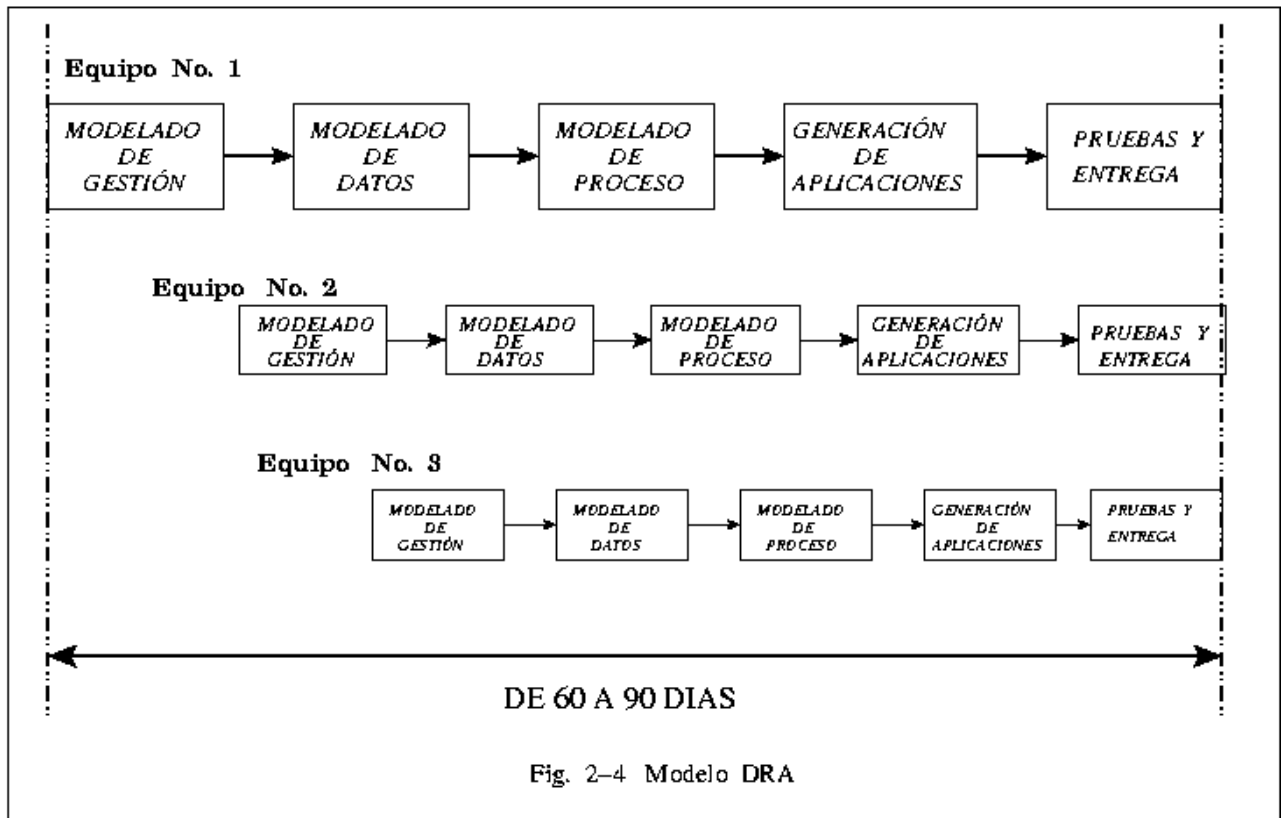 Equipo No. 1
MODELADO
DE
GESTIÓN
MODELADO
DE
DATOS
MODELADO
DE
PROCESO
GENERACIÓN
DE
APLICACIONES
PRUEBAS Y
ENTREGA
Equipo No. 2
MODELADO
DE
GESTIÓN
MODELADO
DE
DATOS
MODELADO
DE
PROCESO
GENERACIÓN
DE
APLICACIONES
PRUEBAS Y
ENTREGA
Equipo No. 3
MODELADO
DE
GESTIÓN
MODELADO
DE
DATOS
MODELADO
DE
PROCESO
GENERACIÓN
DE
APLICACIONES
PRUEBAS Y
ENTREGA
DE 60 A 90 DIAS
Fig. 2–4 Modelo DRA